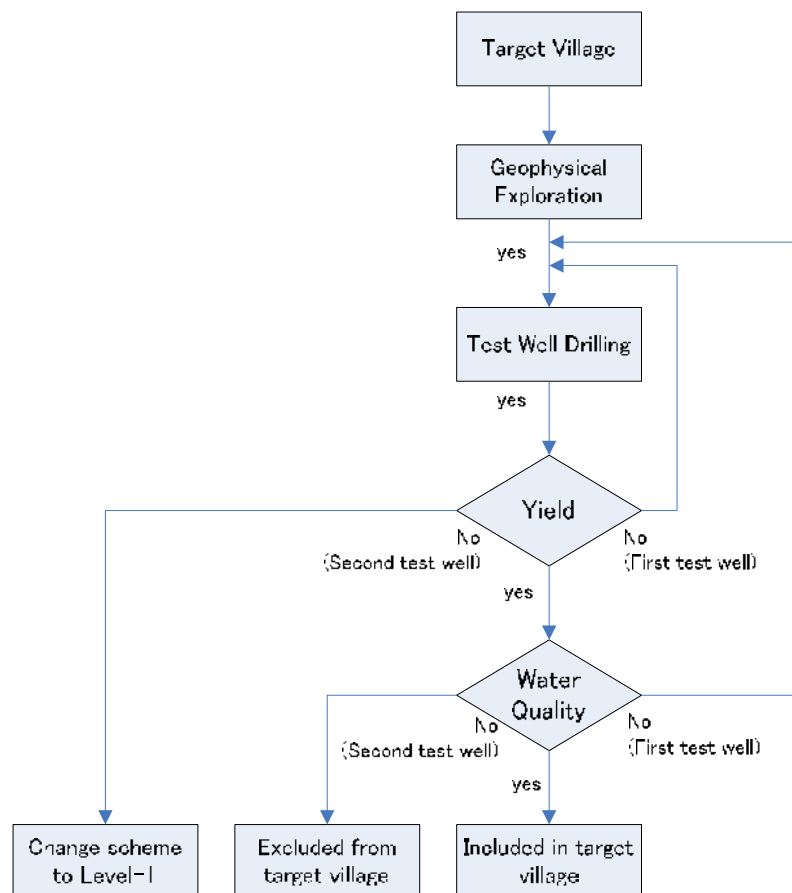 Target Village
Geophysical
Exploration
yes
Test Well Drilling
yes
Yield
No
(Second test well)
No
(First test well)
yes
Water
Quality
No
(Second test well)
No
(First test well)
yes
Change scheme
to Level-I
Excluded from
target village
Included in target
village